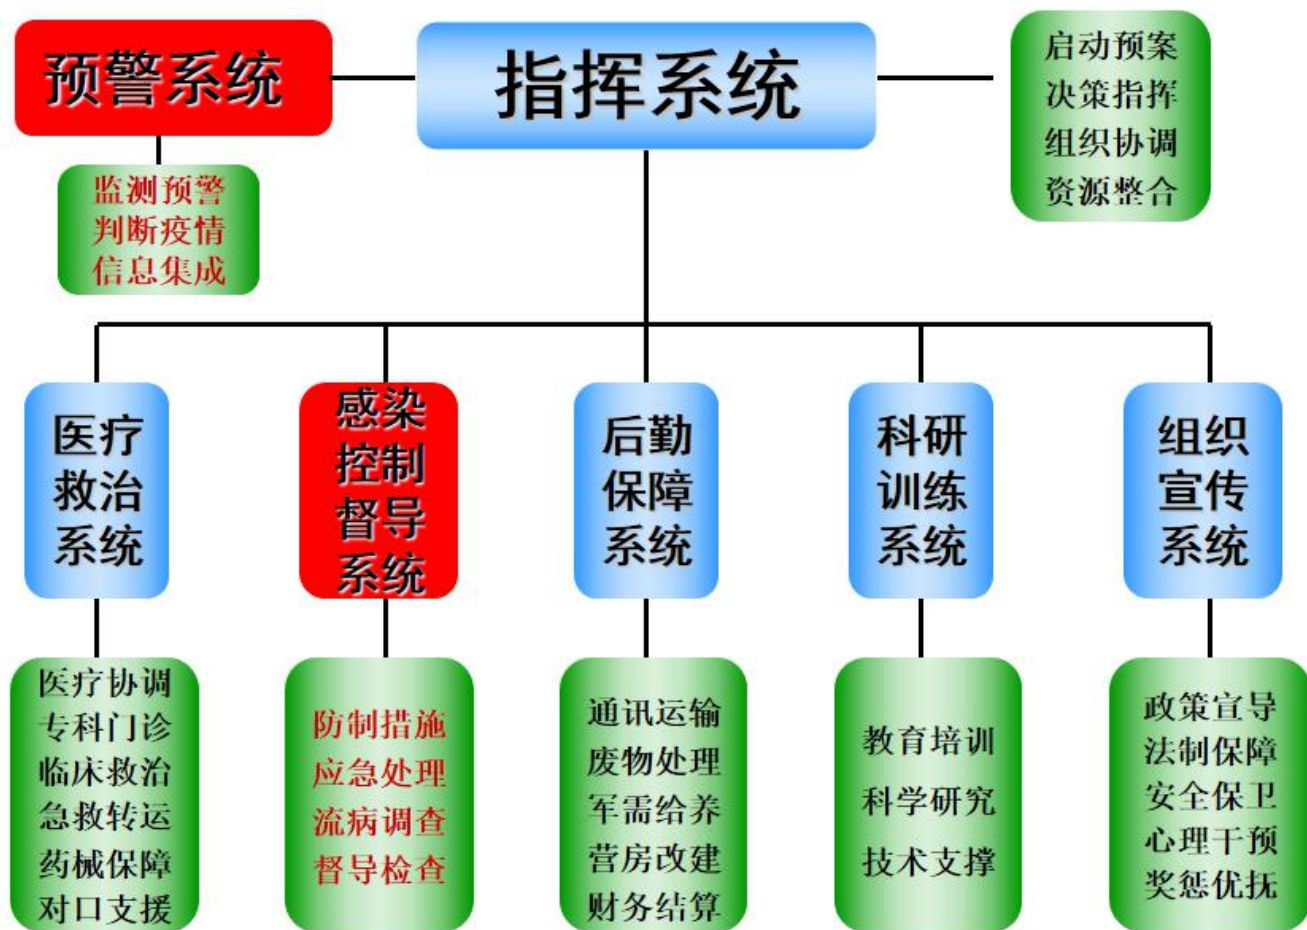 预警系统
指挥系统
启动预案
决策指挥
组织协调
资源整合
监测预警
判断疫情
信息集成
医疗
救治
系统
感染
控制
督导
系统
后勤
保障
系统
科研
训练
系统
组织
宣传
系统
医疗协调
专科门诊
临床救治
急救转运
药械保障
对口支援
防制措施
应急处理
流病调查
督导检查
通讯运输
废物处理
军需给养
营房改建
财务结算
教育培训
科学研究
技术支撑
政策宣导
法制保障
安全保卫
心理干预
奖惩优抚